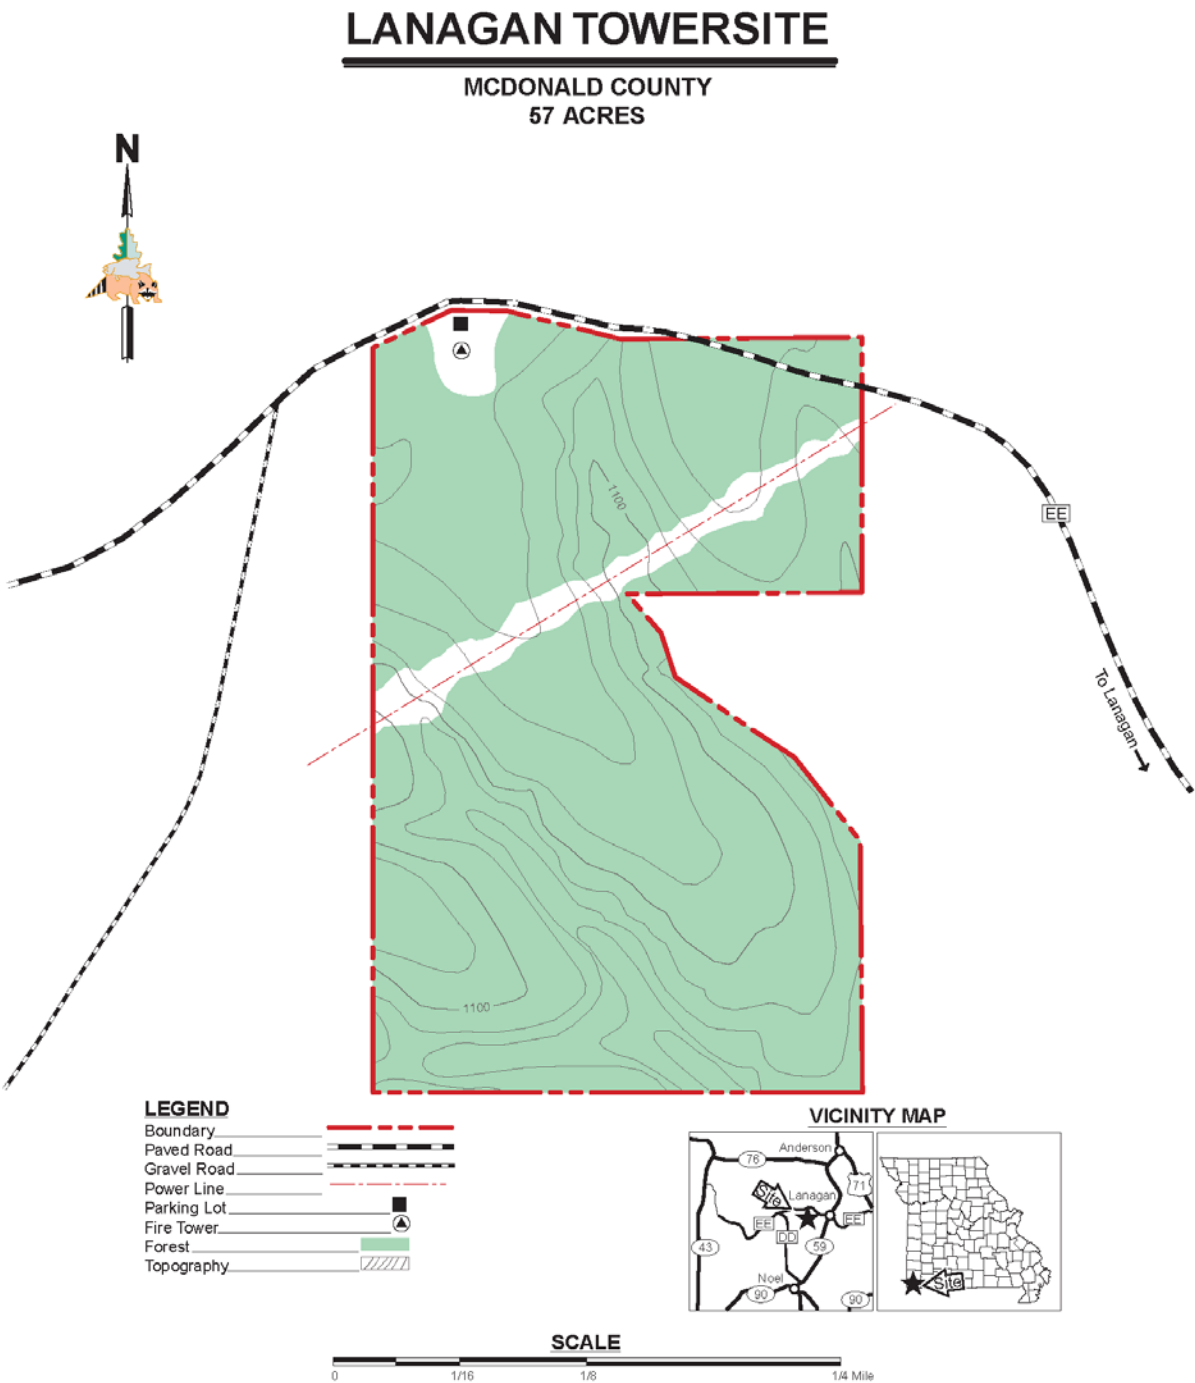 LANAGAN TOWERSITE
MCDONALD COUNTY
57 ACRES
N
1100
EE
To Lanagan
1100
LEGEND
Boundary
Paved Road
Gravel Road
Power Line
Parking Lot
Fire Tower
Forest
Topography
VICINITY MAP
Anderson
76
71
Site
Lanagan
EE
EE
DD
43
59
Noel
90
90
Site
SCALE
0 1/16 1/8 1/4 Mile